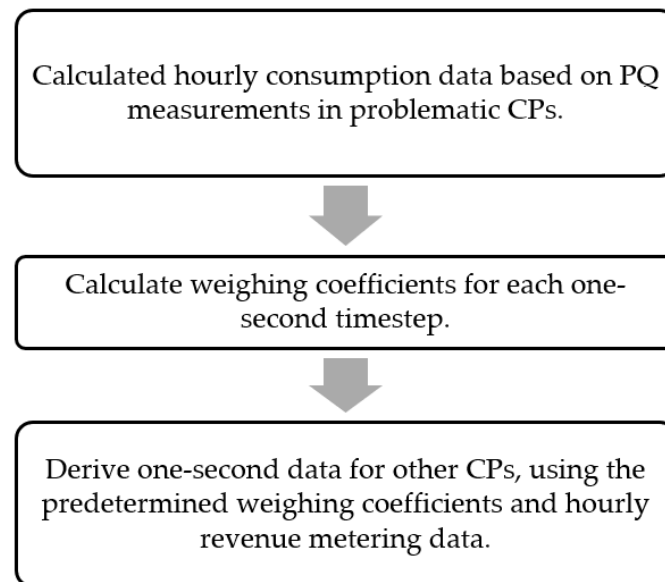 Calculated hourly consumption data based on PQ
measurements in problematic CPs.
Calculate weighing coefficients for each one-
second timestep.
Derive one-second data for other CPs, using the
predetermined weighing coefficients and hourly
revenue metering data.